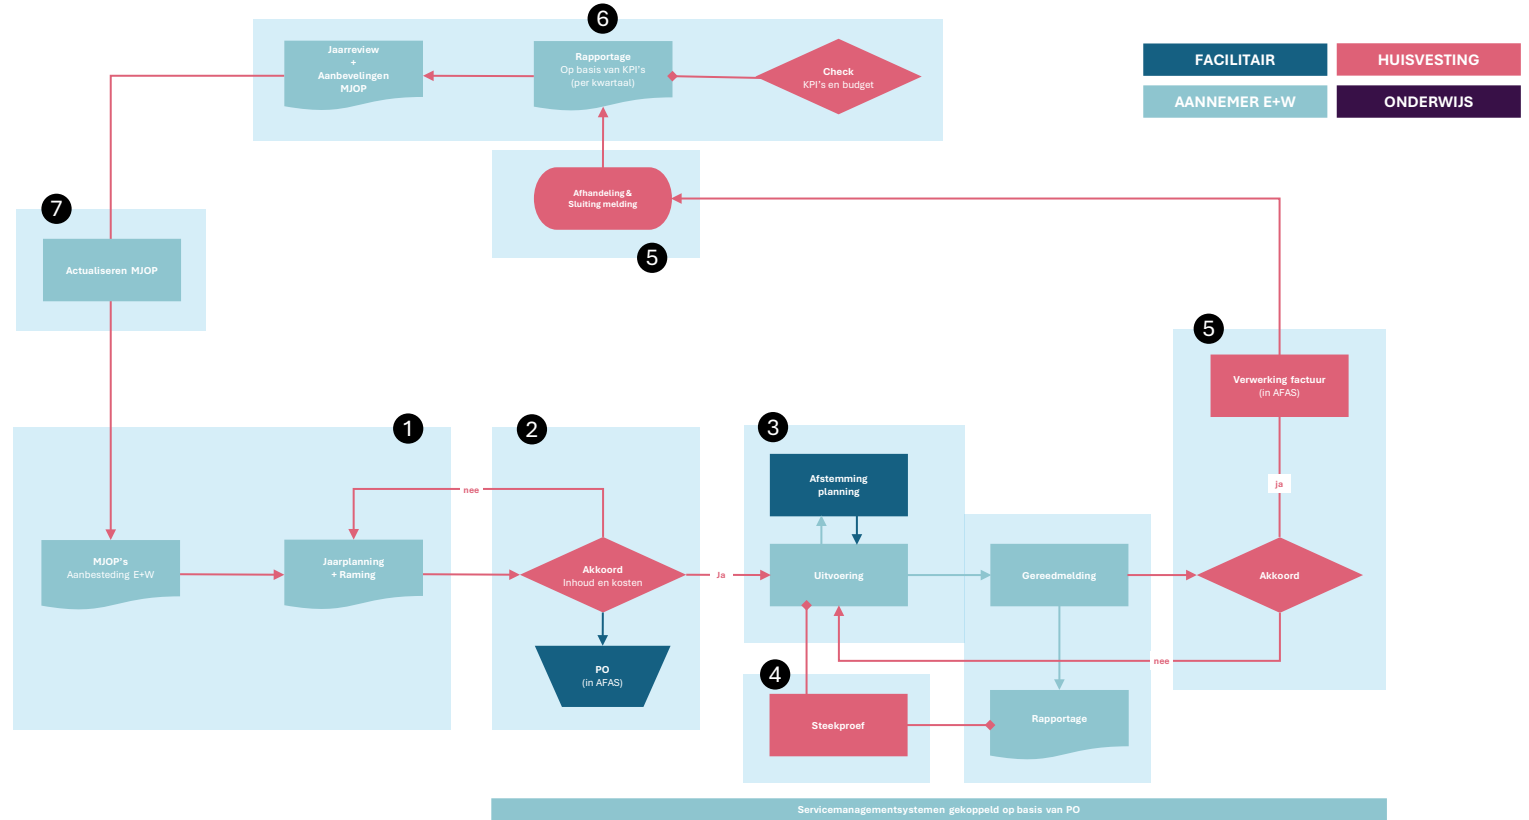 6
Jaarreview
+
Aanbevelingen
MJOP
Rapportage
Op basis van KPI's
(per kwartaal)
Check
KPI's en budget
FACILITAIR
HUISVESTING
AANNEMER E+W
ONDERWIJS
Afhandeling &
Sluiting melding
5
7
Actualiseren MJOP
5
Verwerking factuur
(in AFAS)
ja
1
2
3
nee
Afstemming
planning
MJOP's
Aanbesteding E+W
Jaarplanning
+ Raming
Akkoord
Inhoud en kosten
Ja
Uitvoering
Gereedmelding
Akkoord
nee
PO
(in AFAS)
4
Steekproef
Rapportage
Servicemanagementsystemen gekoppeld op basis van PO